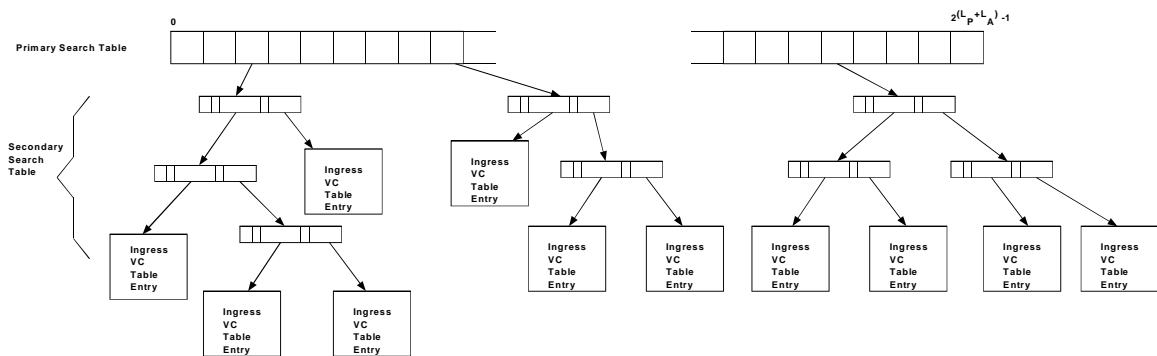 0
2(L_P+L_A) -1
Primary Search Table
Secondary
Search
Table
Ingress
VC
Table
Entry
Ingress
VC
Table
Entry
Ingress
VC
Table
Entry
Ingress
VC
Table
Entry
Ingress
VC
Table
Entry
Ingress
VC
Table
Entry
Ingress
VC
Table
Entry
Ingress
VC
Table
Entry
Ingress
VC
Table
Entry
Ingress
VC
Table
Entry
Ingress
VC
Table
Entry